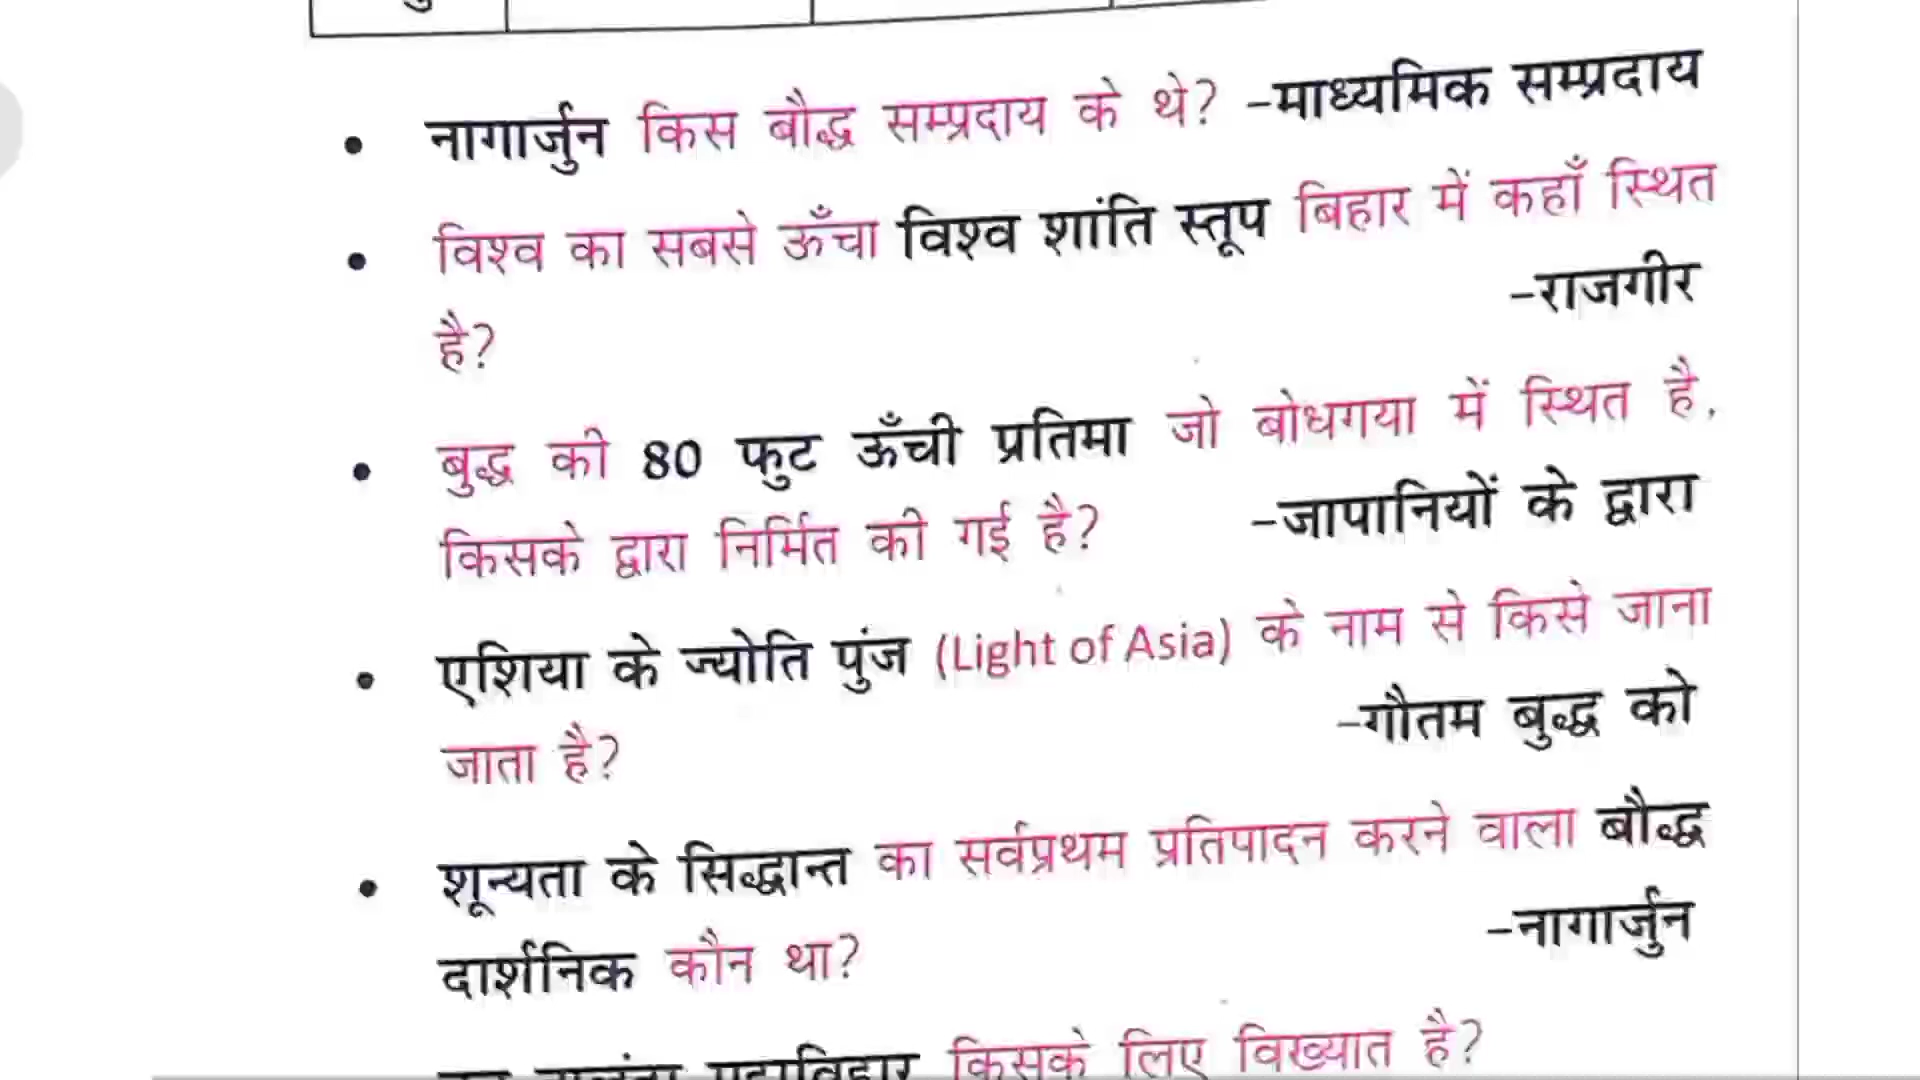 • नागार्जुन किस बौद्ध सम्प्रदाय के थे? –माध्यमिक सम्प्रदाय
• विश्व का सबसे ऊँचा विश्व शांति स्तूप बिहार में कहाँ स्थित
है? –राजगीर
• बुद्ध की 80 फुट ऊँची प्रतिमा जो बोधगया में स्थित है,
किसके द्वारा निर्मित की गई है? –जापानियों के द्वारा
• एशिया के ज्योति पुंज (Light of Asia) के नाम से किसे जाना
जाता है? –गौतम बुद्ध को
• शून्यता के सिद्धान्त का सर्वप्रथम प्रतिपादन करने वाला बौद्ध
दार्शनिक कौन था? –नागार्जुन
किसके लिए विख्यात है?